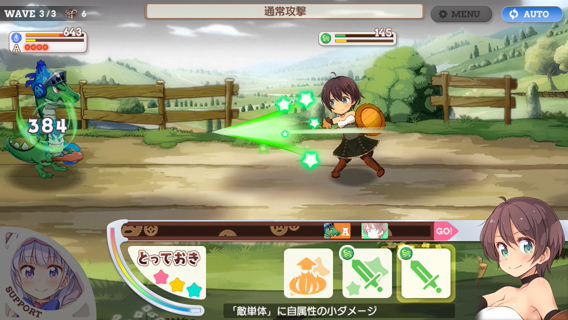 WAVE 3/3 6
通常攻撃
MENU
AUTO
643
A
145
384
A
GO!
とっておき
SUPPORT
「敵単体」に自属性の小ダメージ